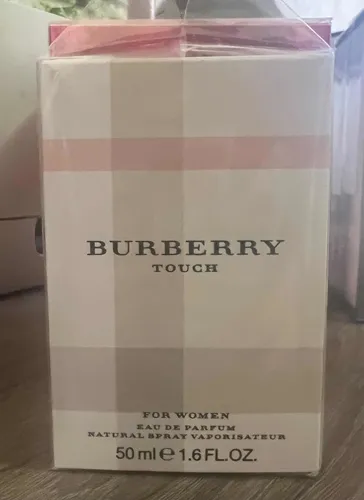 BURBERRY
TOUCH
FOR WOMEN
EAU DE PARFUM
NATURAL SPRAY VAPORISATEUR
50 ml ℮ 1.6 FL.OZ.